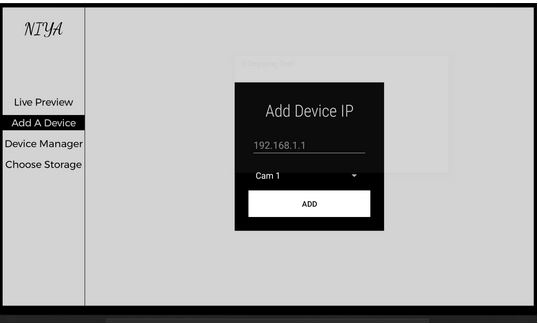 NIYA
Live Preview
Add A Device
Device Manager
Choose Storage
Add Device IP
192.168.1.1
Cam 1
ADD